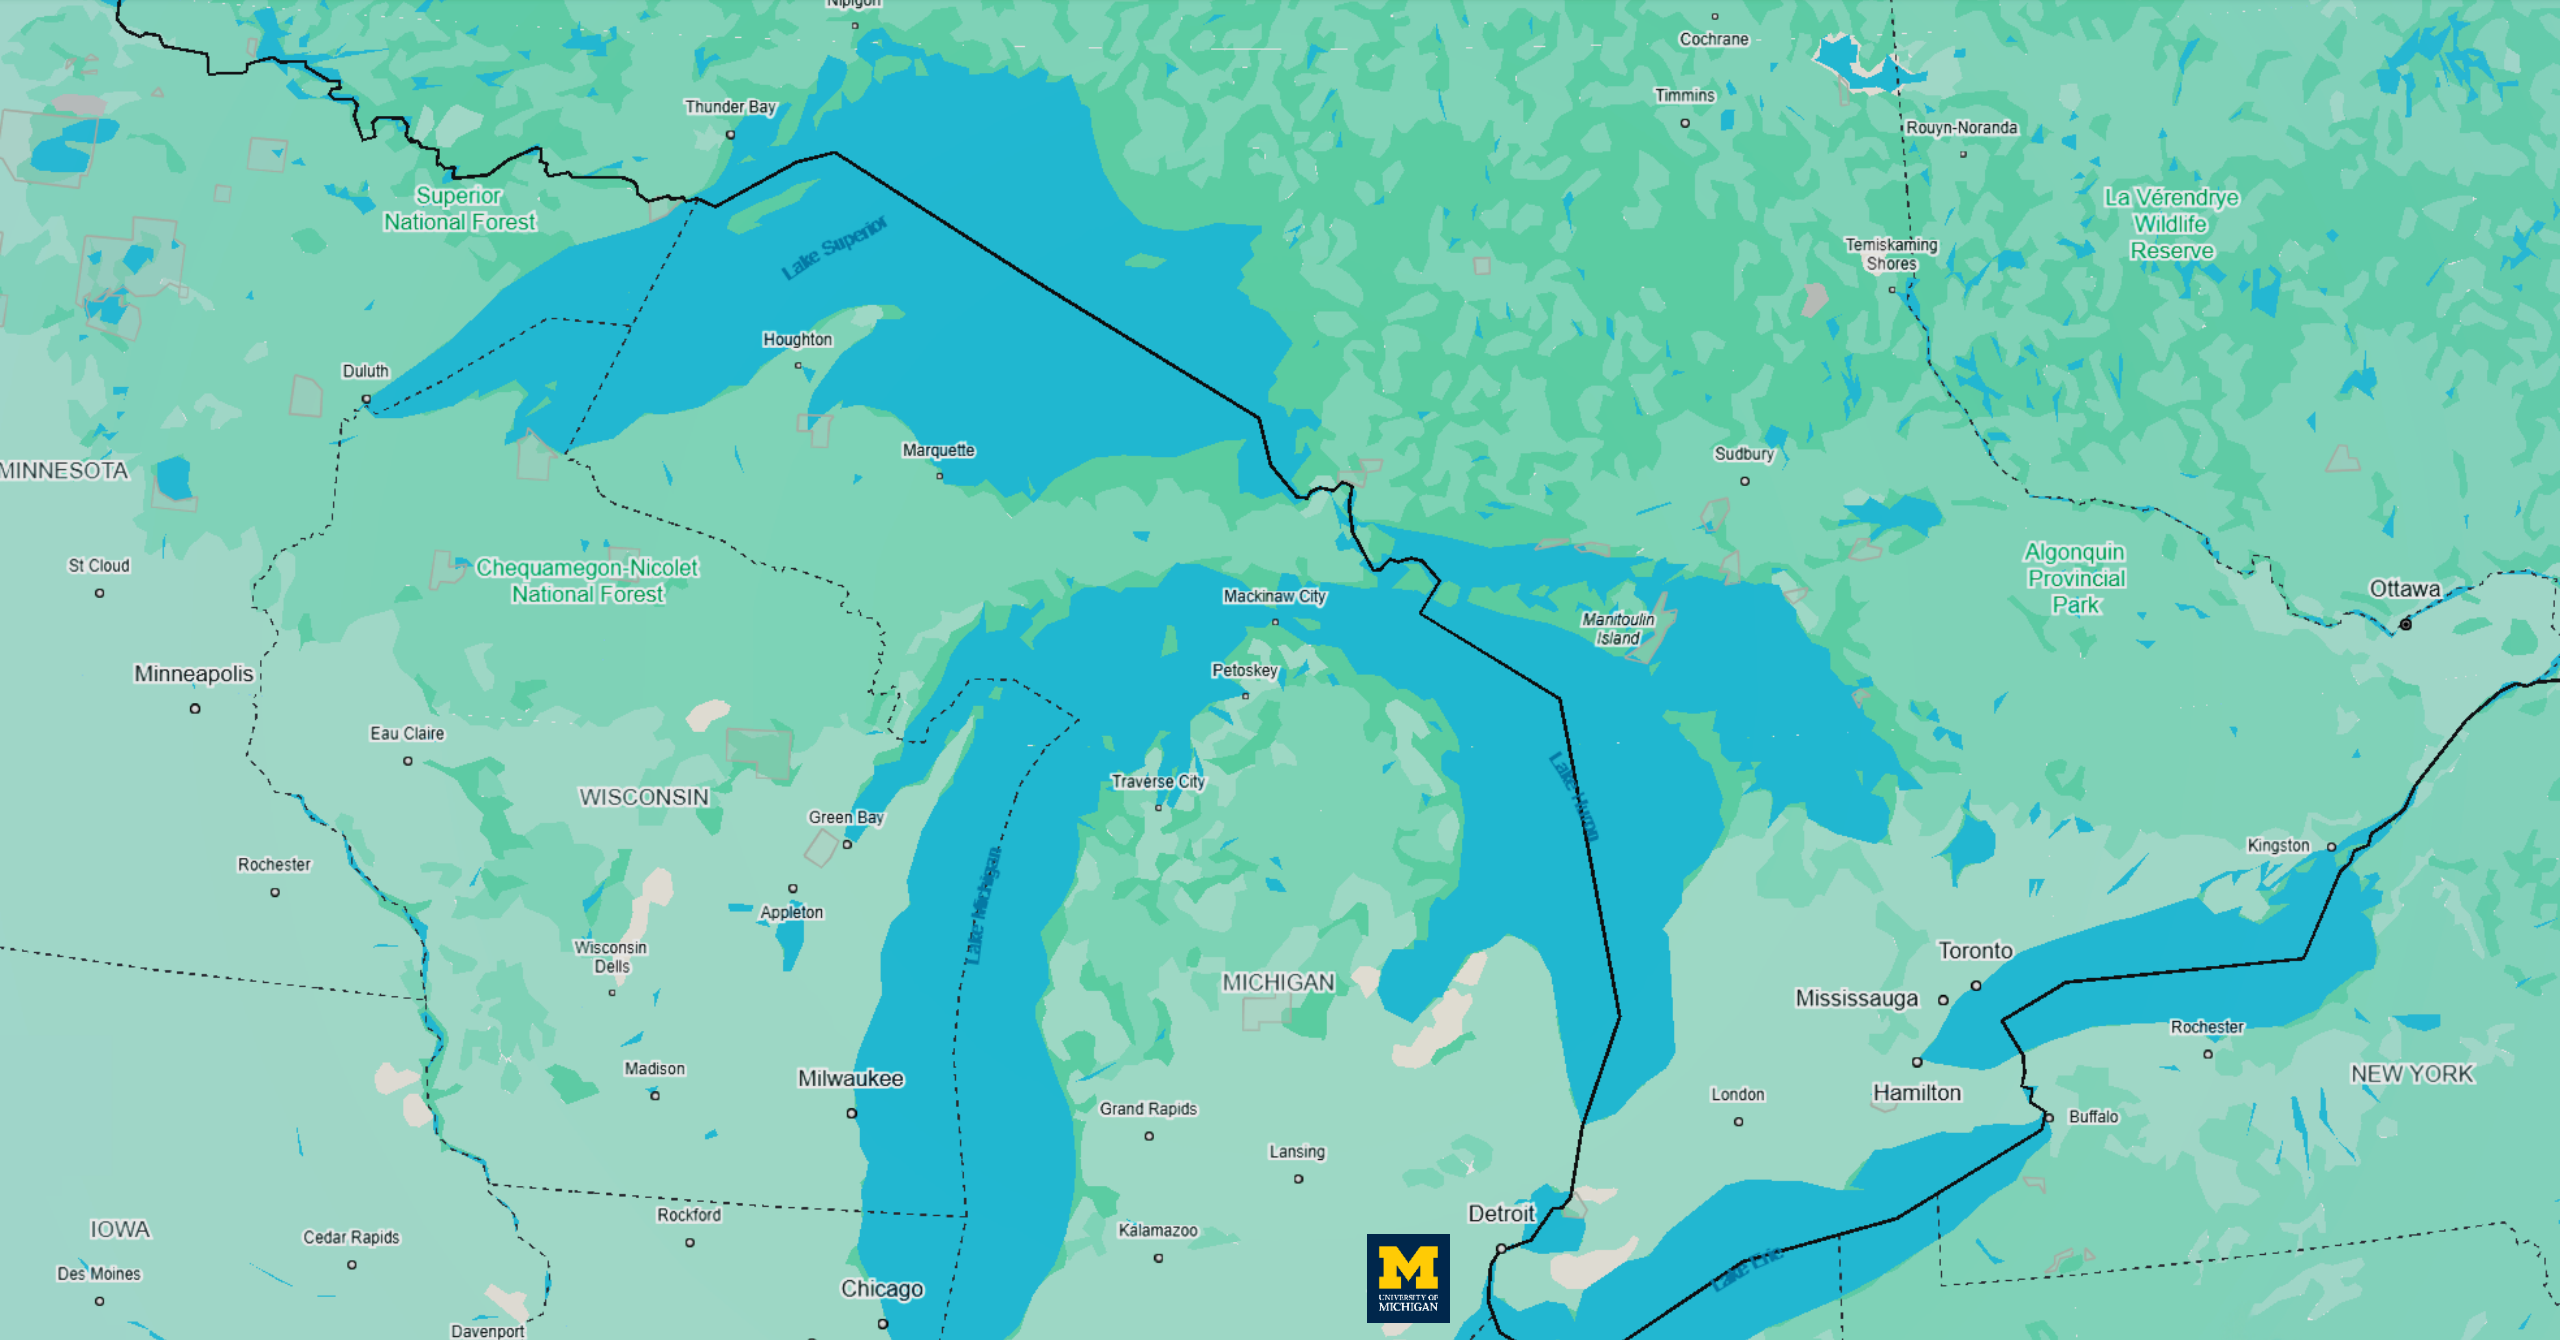 Nipigon
Cochrane
Thunder Bay
Timmins
Rouyn-Noranda
Superior
National Forest
La Vérendrye
Wildlife
Reserve
Lake Superior
Temiskaming
Shores
Houghton
Duluth
Marquette
Sudbury
MINNESOTA
St Cloud
Chequamegon-Nicolet
National Forest
Algonquin
Provincial
Park
Mackinaw City
Manitoulin
Island
Ottawa
Minneapolis
Petoskey
Eau Claire
Traverse City
Lake Huron
WISCONSIN
Green Bay
Kingston
Rochester
Lake Michigan
Appleton
Wisconsin
Dells
Toronto
MICHIGAN
Mississauga
Rochester
Madison
Milwaukee
NEW YORK
London
Hamilton
Grand Rapids
Buffalo
Lansing
Rockford
Detroit
IOWA
Cedar Rapids
Kalamazoo
Lake Erie
Des Moines
Chicago
M
UNIVERSITY OF
MICHIGAN
Davenport